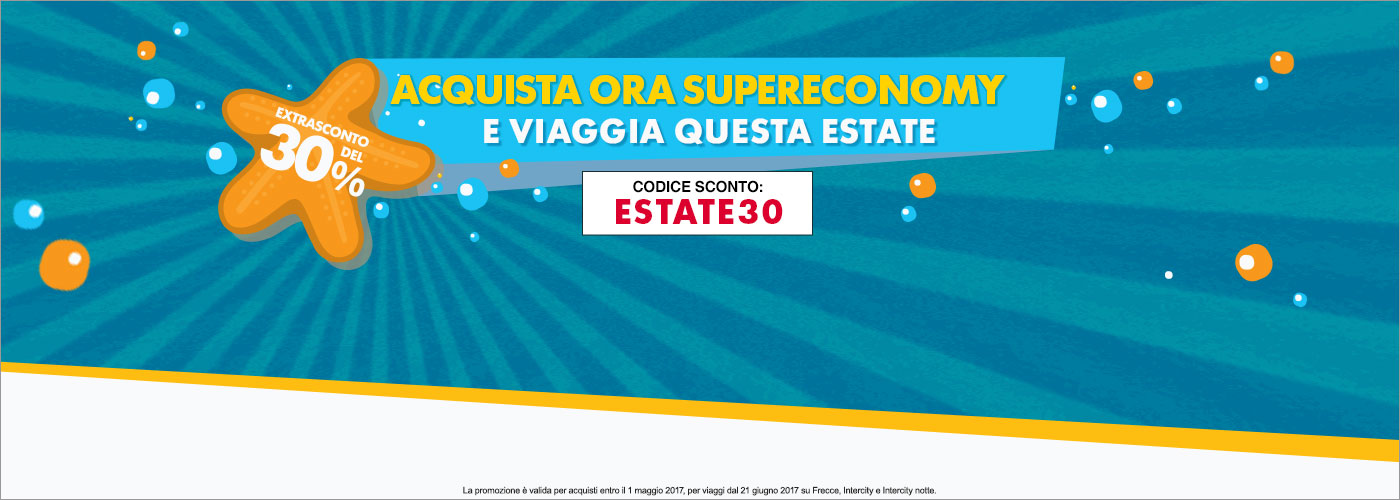 ACQUISTA ORA SUPERECONOMY
E VIAGGIA QUESTA ESTATE
EXTRASCONTO
DEL
30%
CODICE SCONTO:
ESTATE30
La promozione è valida per acquisti entro il 1 maggio 2017, per viaggi dal 21 giugno 2017 su Frecce, Intercity e Intercity notte.